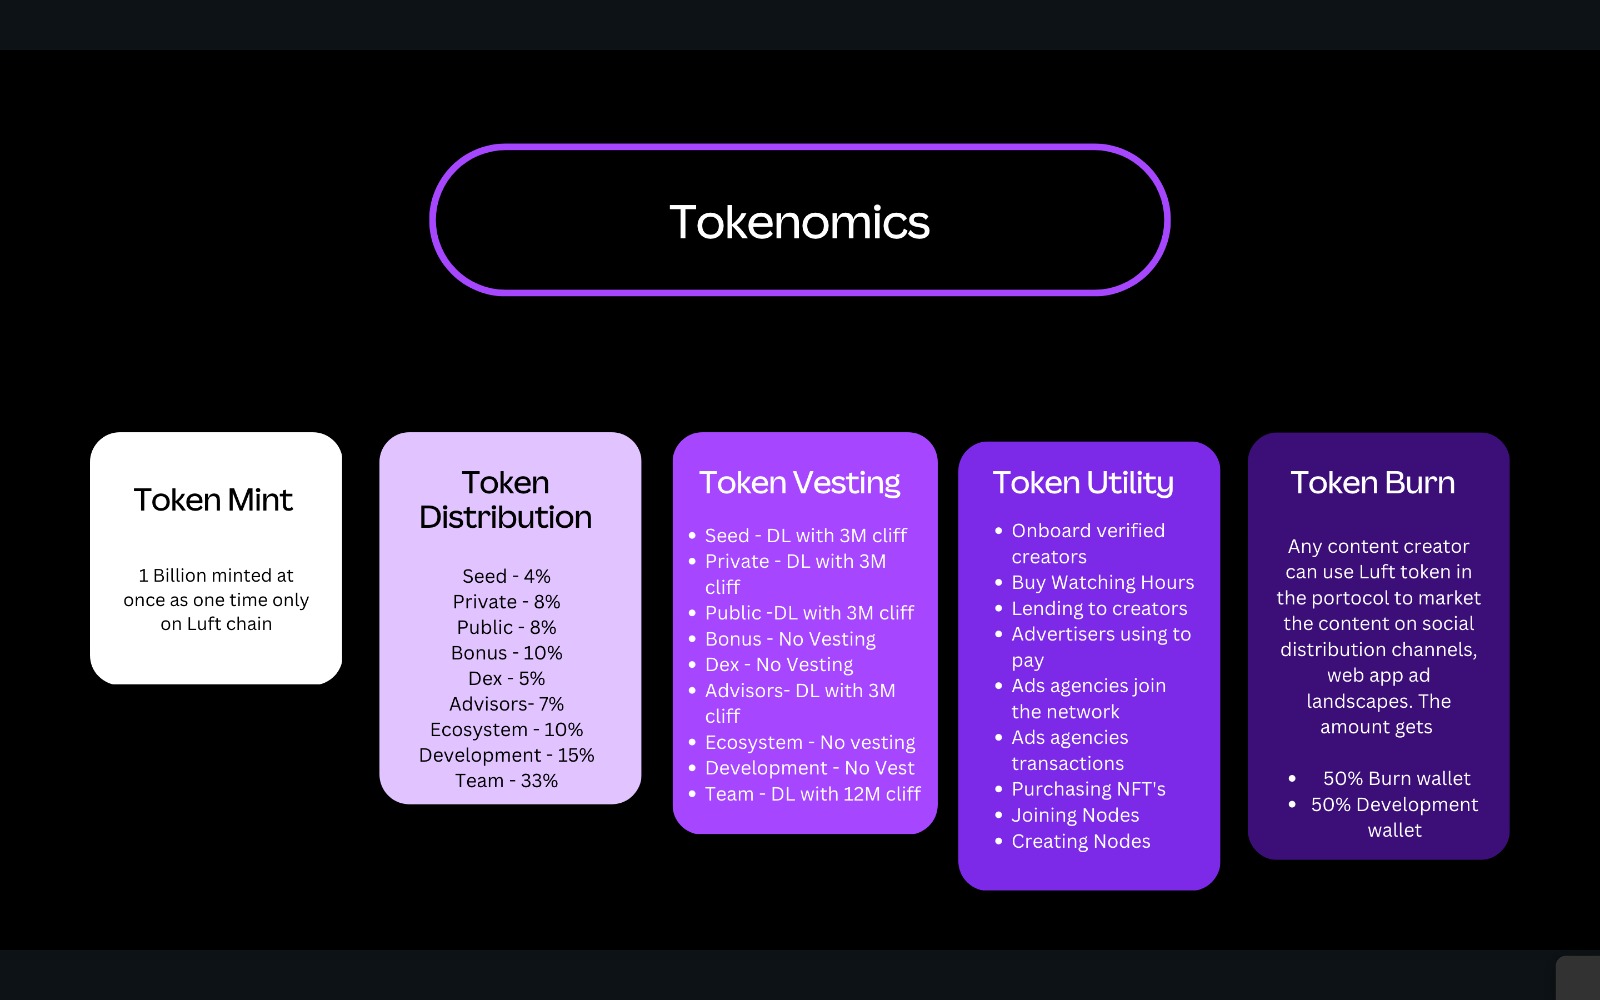 Tokenomics
Token Mint
1 Billion minted at
once as one time only
on Luft chain
Token
Distribution
Seed - 4%
Private - 8%
Public - 8%
Bonus - 10%
Dex - 5%
Advisors- 7%
Ecosystem - 10%
Development - 15%
Team - 33%
Token Vesting
• Seed - DL with 3M cliff
• Private - DL with 3M
cliff
• Public -DL with 3M cliff
• Bonus - No Vesting
• Dex - No Vesting
• Advisors- DL with 3M
cliff
• Ecosystem - No vesting
• Development - No Vest
• Team - DL with 12M cliff
Token Utility
• Onboard verified
creators
• Buy Watching Hours
• Lending to creators
• Advertisers using to
pay
• Ads agencies join
the network
• Ads agencies
transactions
• Purchasing NFT's
• Joining Nodes
• Creating Nodes
Token Burn
Any content creator
can use Luft token in
the portocol to market
the content on social
distribution channels,
web app ad
landscapes. The
amount gets
• 50% Burn wallet
• 50% Development
wallet